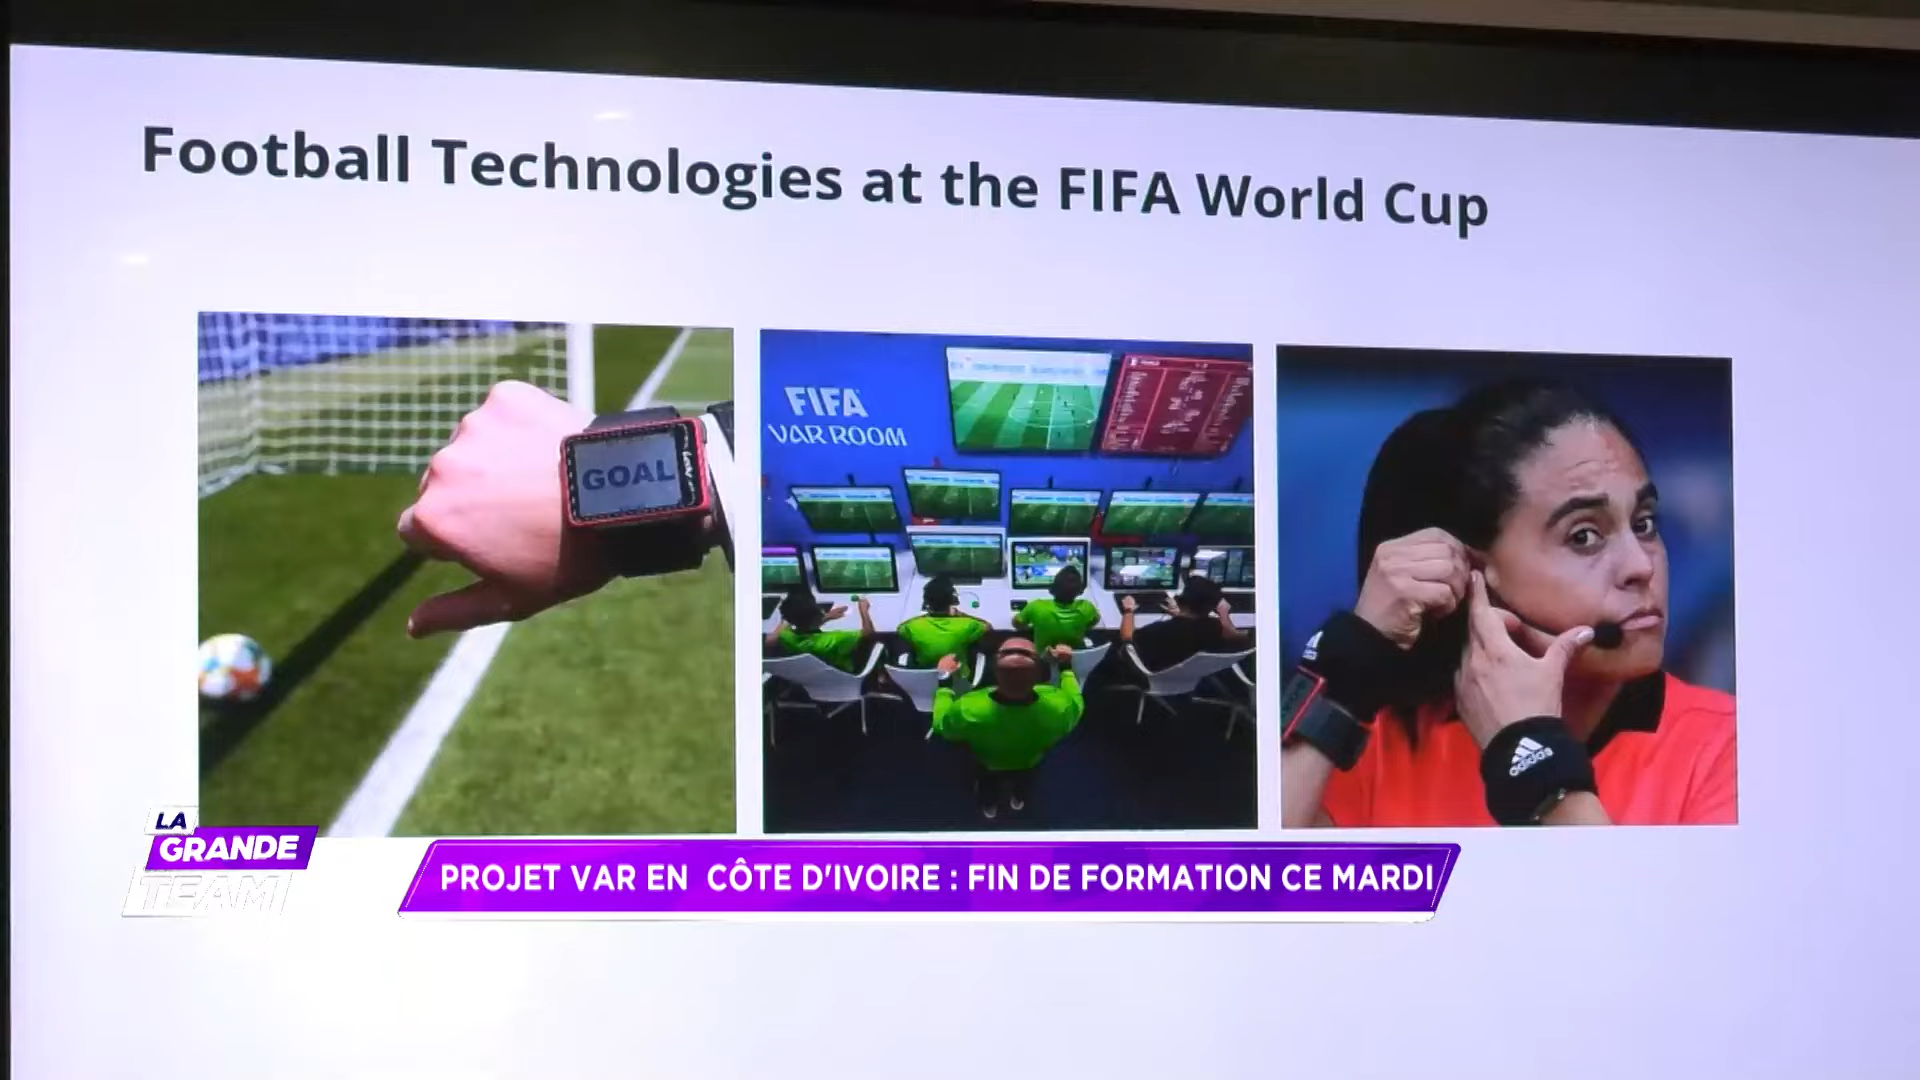 Football Technologies at the FIFA World Cup
GOAL
FIFA
VAR ROOM
adidas
LA
GRANDE
TEAM
PROJET VAR EN CÔTE D'IVOIRE : FIN DE FORMATION CE MARDI